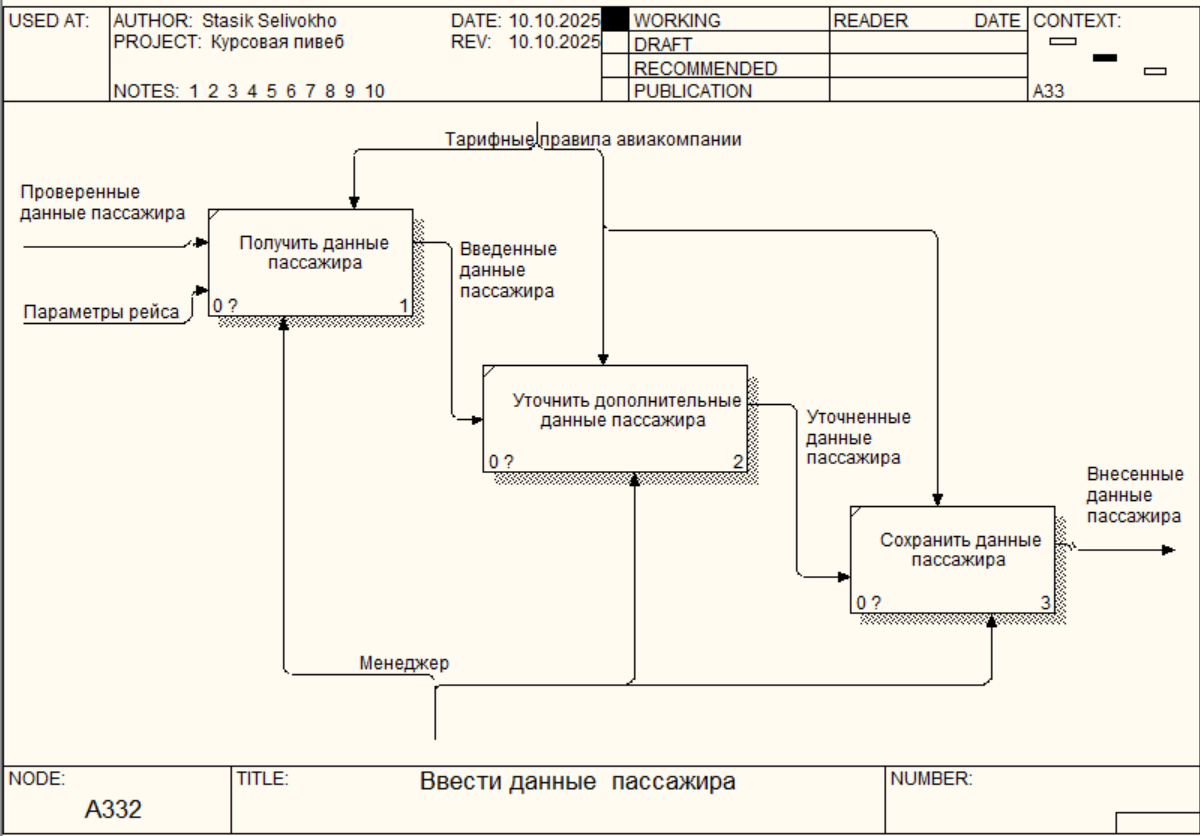 USED AT:
AUTHOR: Stasik Selivokho
DATE: 10.10.2025
WORKING
READER
DATE
CONTEXT:
PROJECT: Курсовая пивеб
REV: 10.10.2025
DRAFT
RECOMMENDED
NOTES: 1 2 3 4 5 6 7 8 9 10
PUBLICATION
A33
Тарифные правила авиакомпании
Проверенные
данные пассажира
Получить данные
пассажира
0 ?
1
Параметры рейса
Введенные
данные
пассажира
Уточнить дополнительные
данные пассажира
0 ?
2
Уточненные
данные
пассажира
Внесенные
данные
пассажира
Сохранить данные
пассажира
0 ?
3
Менеджер
NODE:
A332
TITLE:
Ввести данные пассажира
NUMBER: